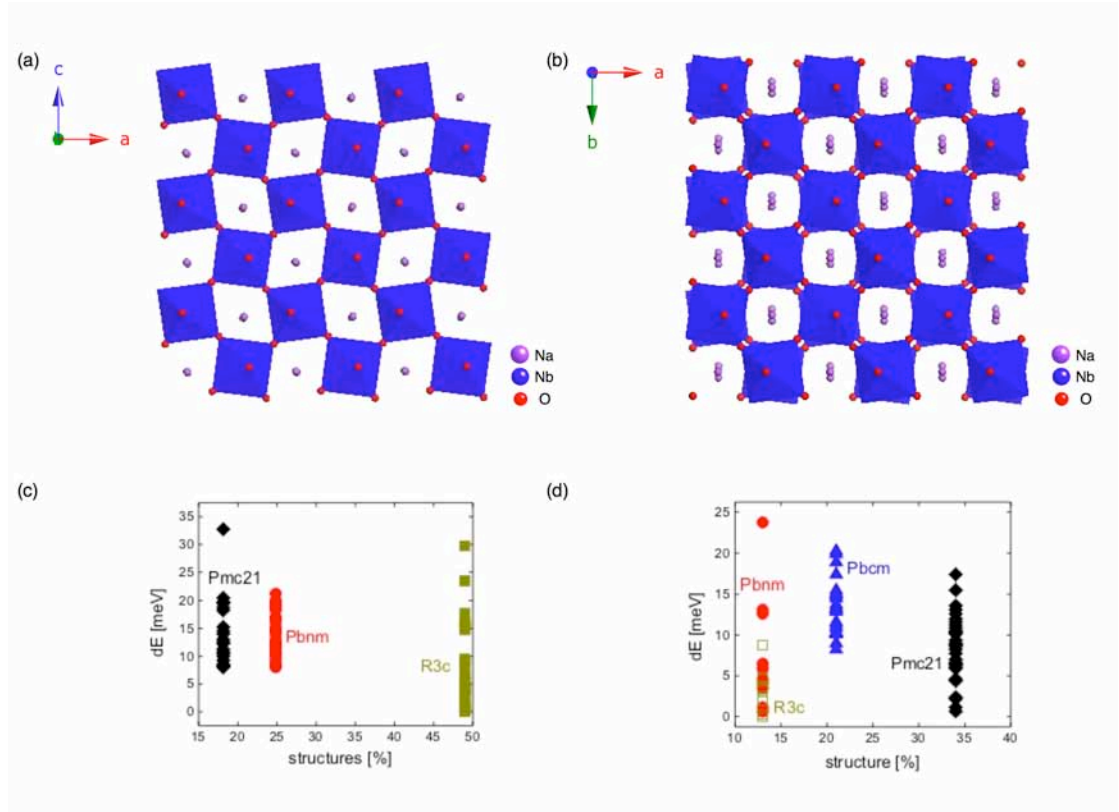 (a)
c
a
Na
Nb
O
(b)
a
b
Na
Nb
O
(c)
35
30
25
20
15
10
5
0
dE [meV]
Pmc21
Pbnm
R3c
15 20 25 30 35 40 45 50
structures [%]
(d)
25
20
15
10
5
0
dE [meV]
Pbnm
Pbcm
Pmc21
R3c
10 15 20 25 30 35 40
structure [%]